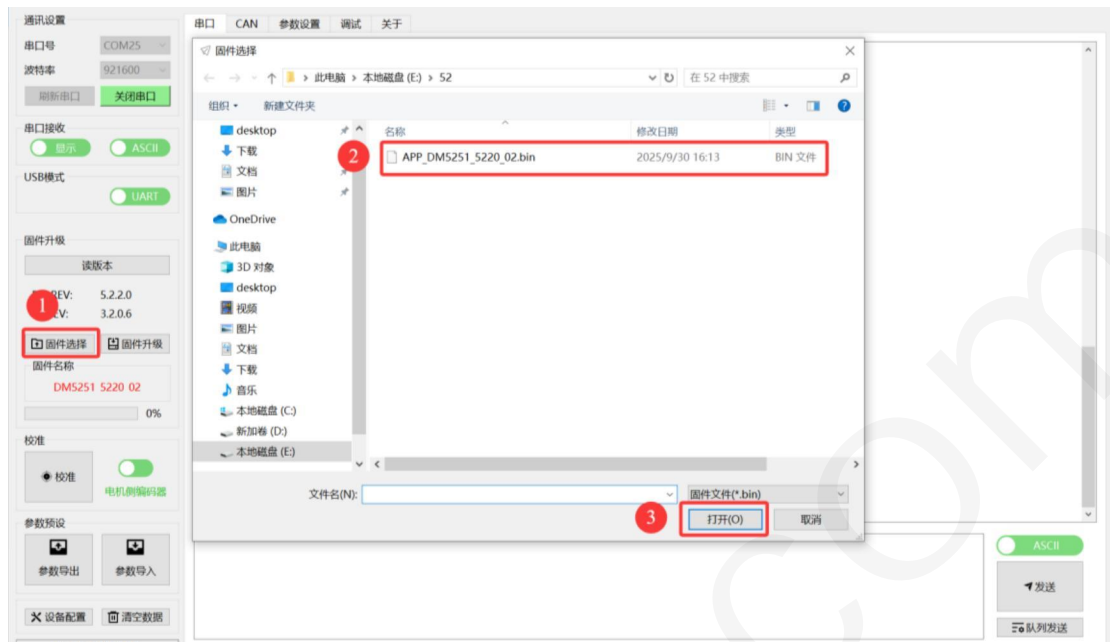 通讯设置
串口号 COM25
波特率 921600
刷新串口 关闭串口
串口接收
显示 ASCII
USB模式
UART
固件升级
读版本
REV: 5.2.2.0
V: 3.2.0.6
1
固件选择 固件升级
固件名称
DM5251 5220 02
0%
校准
校准
电机侧编码器
参数预设
参数导出 参数导入
设备配置 清空数据
串口 CAN 参数设置 调试 关于
固件选择
此电脑 › 本地磁盘 (E:) › 52
在 52 中搜索
组织 新建文件夹
desktop
下载
文档
图片
OneDrive
此电脑
3D 对象
desktop
视频
图片
文档
下载
音乐
本地磁盘 (C:)
新加卷 (D:)
本地磁盘 (E:)
名称 修改日期 类型
2
APP_DM5251_5220_02.bin 2025/9/30 16:13 BIN 文件
文件名(N): 固件文件(*.bin)
3
打开(O) 取消
ASCII
发送
队列发送
com